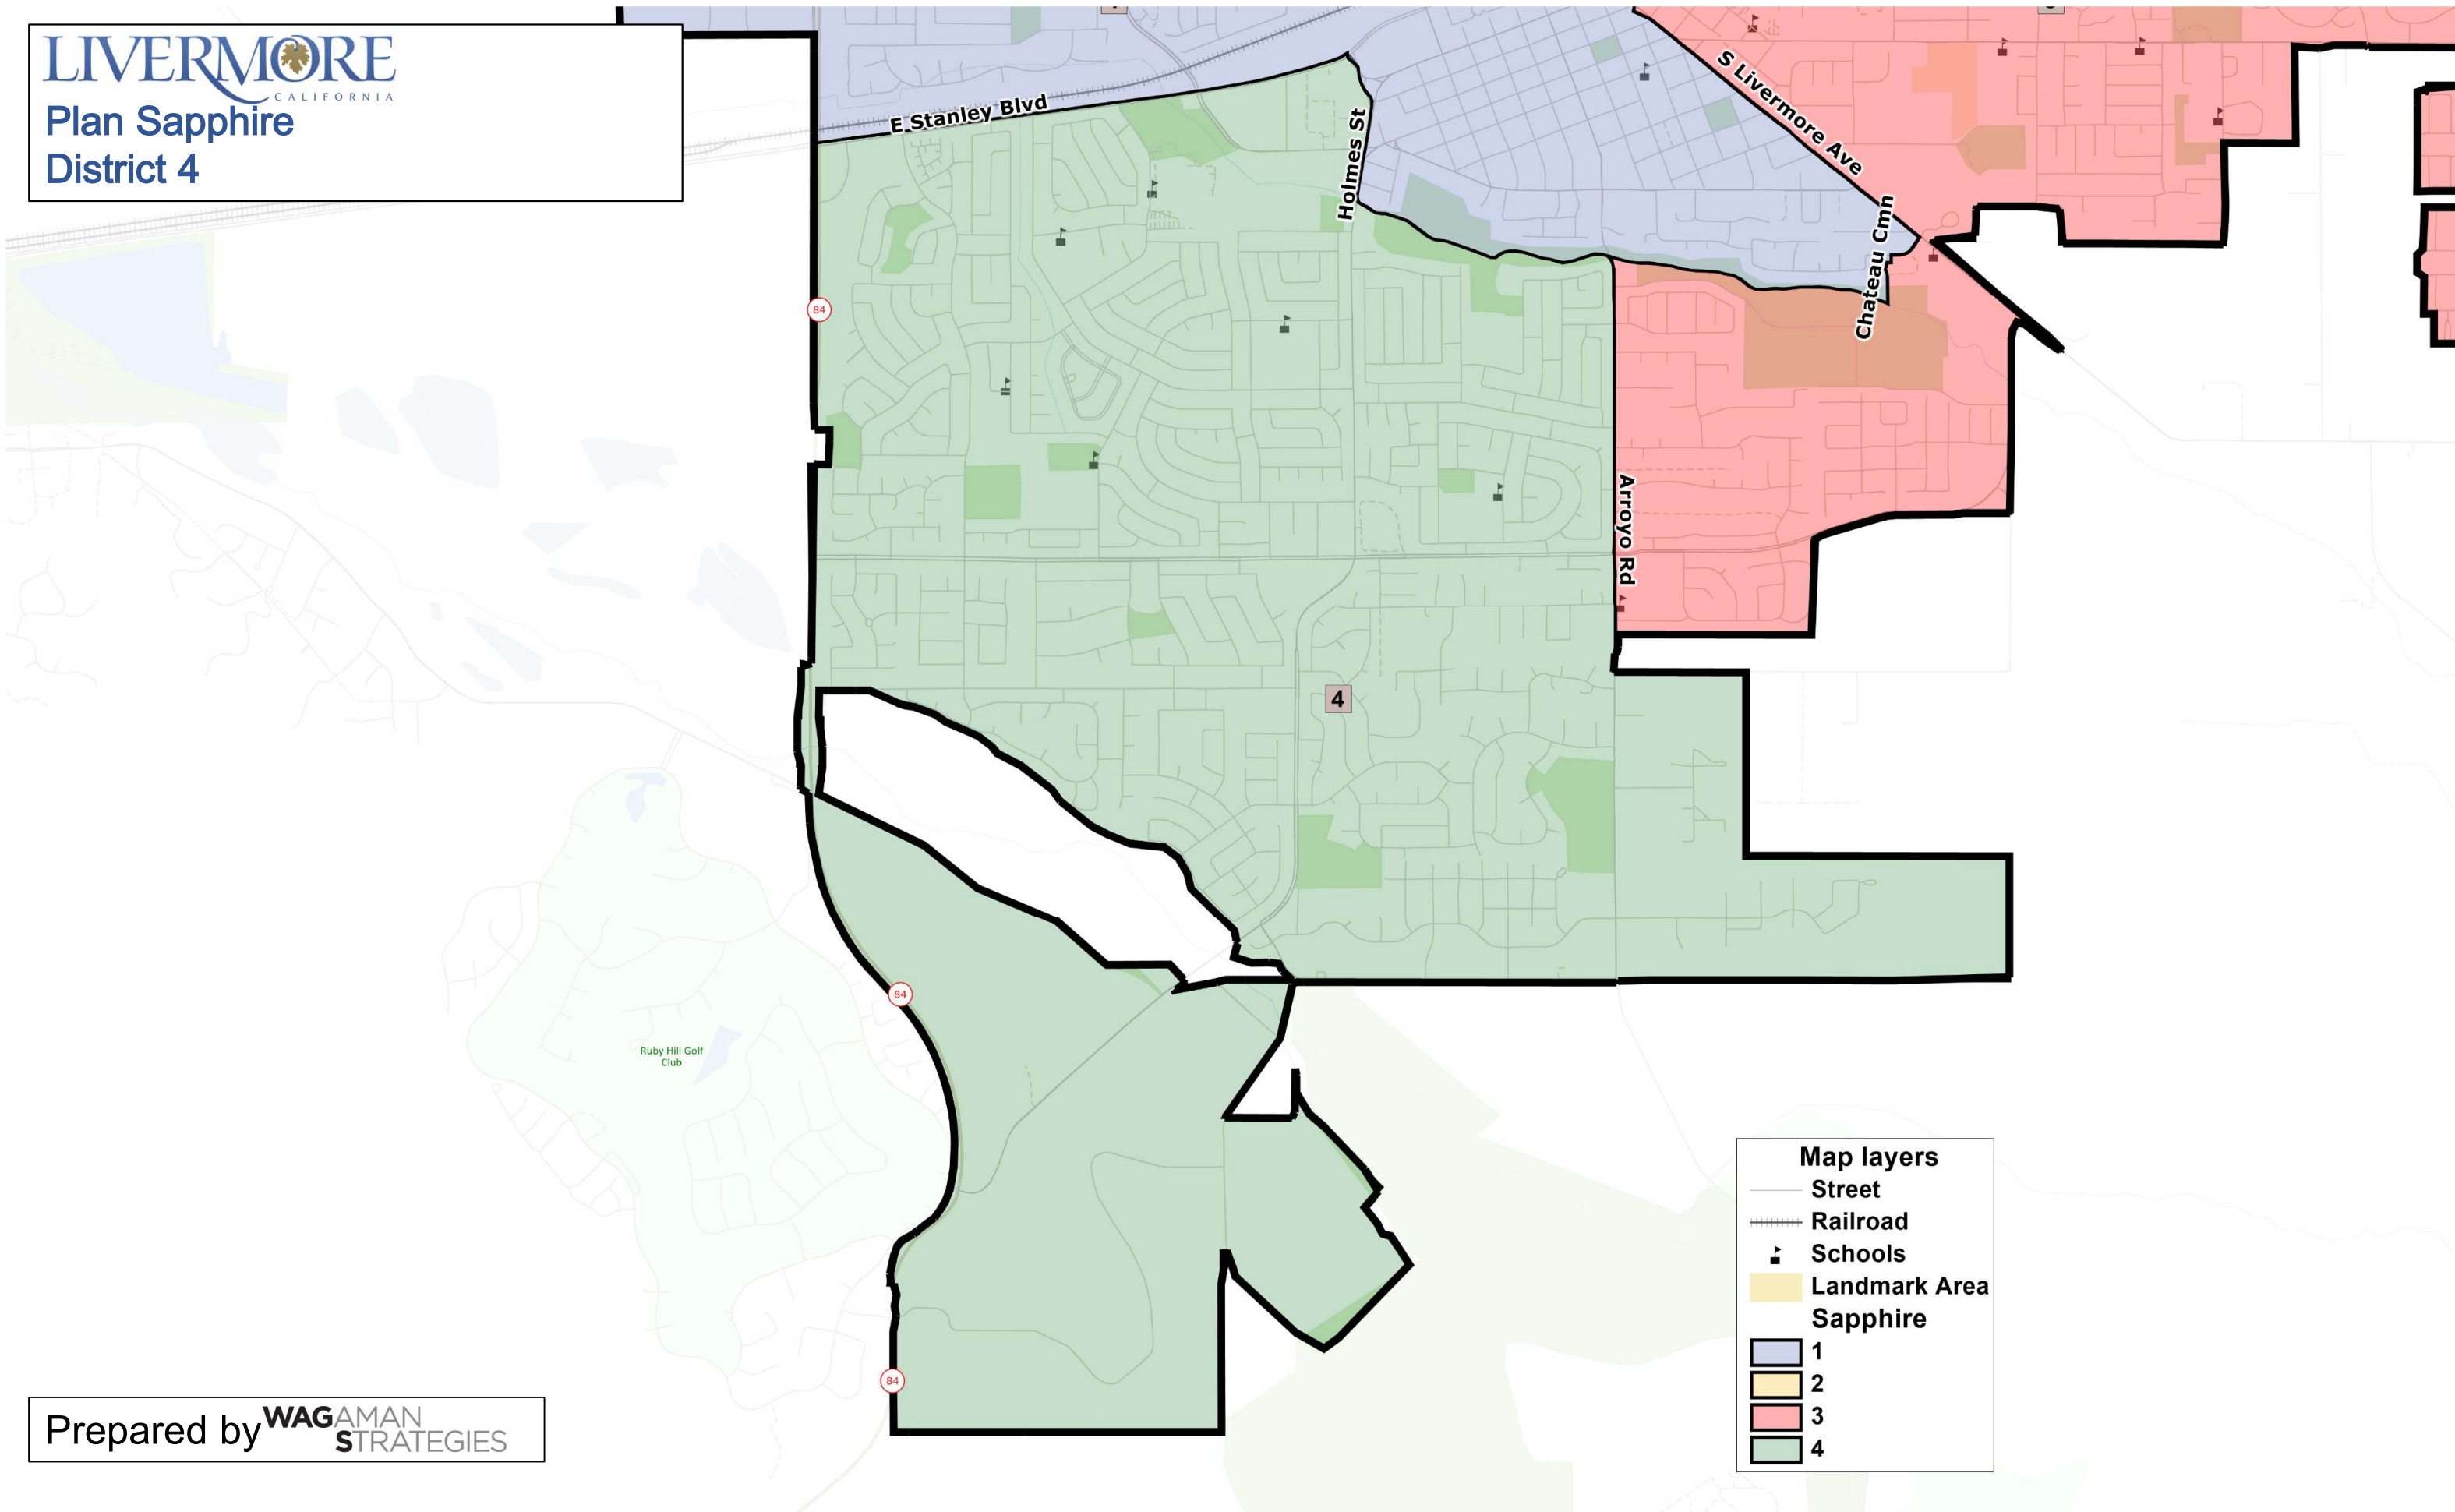 LIVERMORE
CALIFORNIA
Plan Sapphire
District 4
E Stanley Blvd
Holmes St
S Livermore Ave
Chateau Cmn
Arroyo Rd
84
4
84
Ruby Hill Golf
Club
84
Map layers
Street
Railroad
Schools
Landmark Area
Sapphire
1
2
3
4
Prepared by WAGAMAN
STRATEGIES